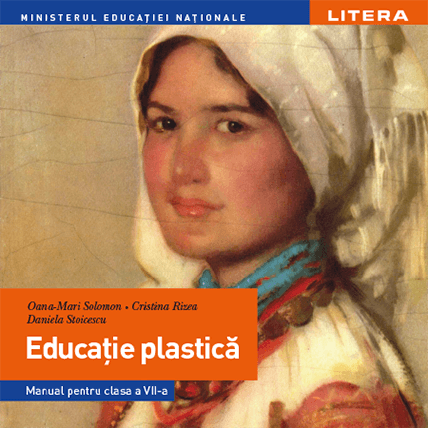 MINISTERUL EDUCAȚIEI NAȚIONALE
LITERA
Oana-Mari Solomon • Cristina Rizea
Daniela Stoicescu
Educație plastică
Manual pentru clasa a VII-a